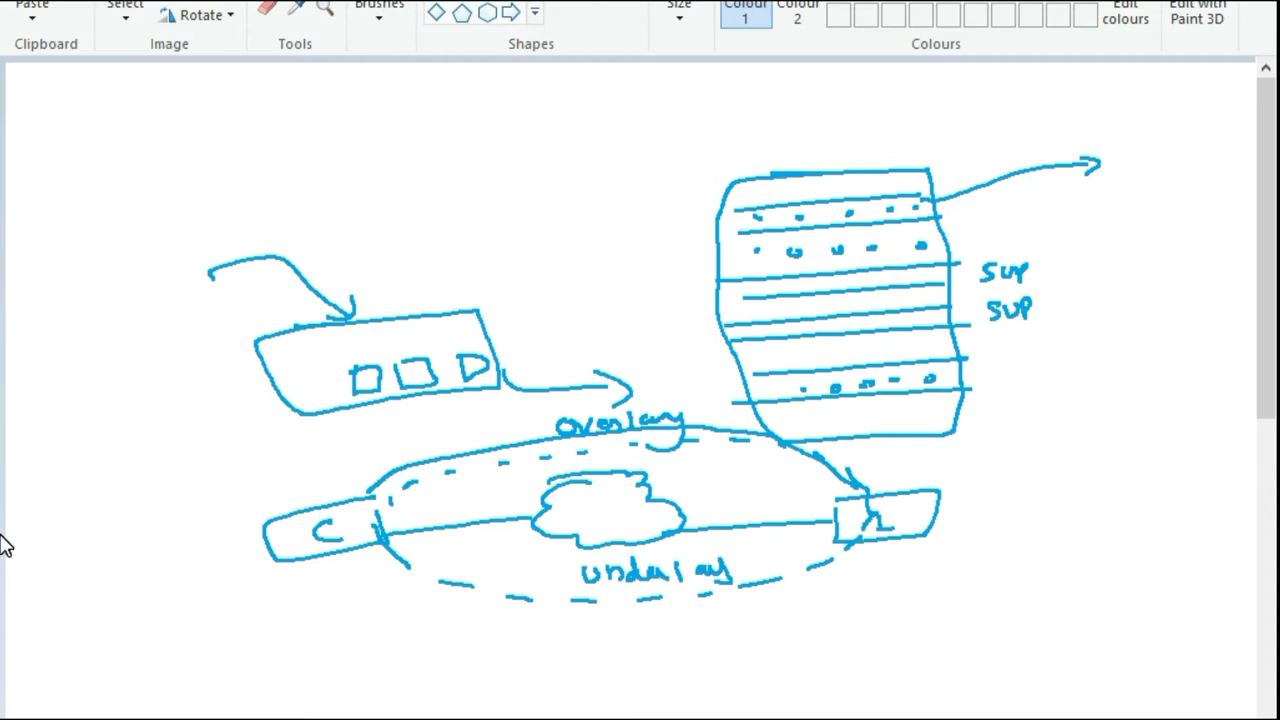 Paste
Select
Rotate
Brushes
Size
Colour 1
Colour 2
Edit colours
Edit with Paint 3D
Clipboard
Image
Tools
Shapes
Colours
sup
sup
overlay
C
underlay